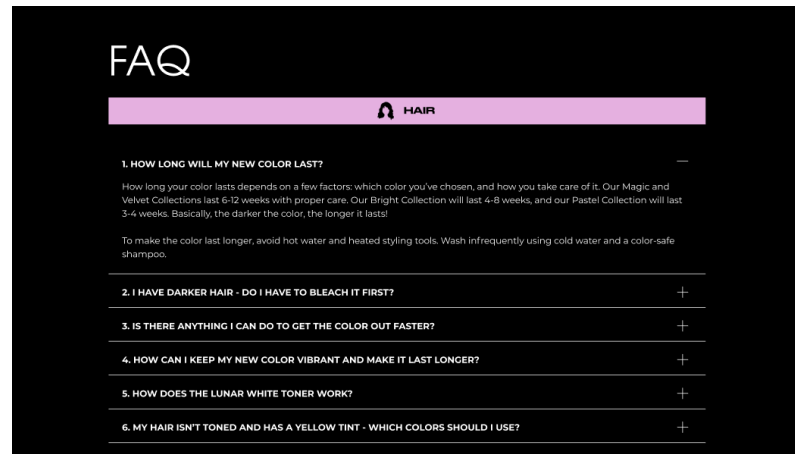 FAQ
HAIR
1. HOW LONG WILL MY NEW COLOR LAST?
How long your color lasts depends on a few factors: which color you've chosen, and how you take care of it. Our Magic and
Velvet Collections last 6-12 weeks with proper care. Our Bright Collection will last 4-8 weeks, and our Pastel Collection will last
3-4 weeks. Basically, the darker the color, the longer it lasts!
To make the color last longer, avoid hot water and heated styling tools. Wash infrequently using cold water and a color-safe
shampoo.
2. I HAVE DARKER HAIR - DO I HAVE TO BLEACH IT FIRST?
3. IS THERE ANYTHING I CAN DO TO GET THE COLOR OUT FASTER?
4. HOW CAN I KEEP MY NEW COLOR VIBRANT AND MAKE IT LAST LONGER?
5. HOW DOES THE LUNAR WHITE TONER WORK?
6. MY HAIR ISN'T TONED AND HAS A YELLOW TINT - WHICH COLORS SHOULD I USE?